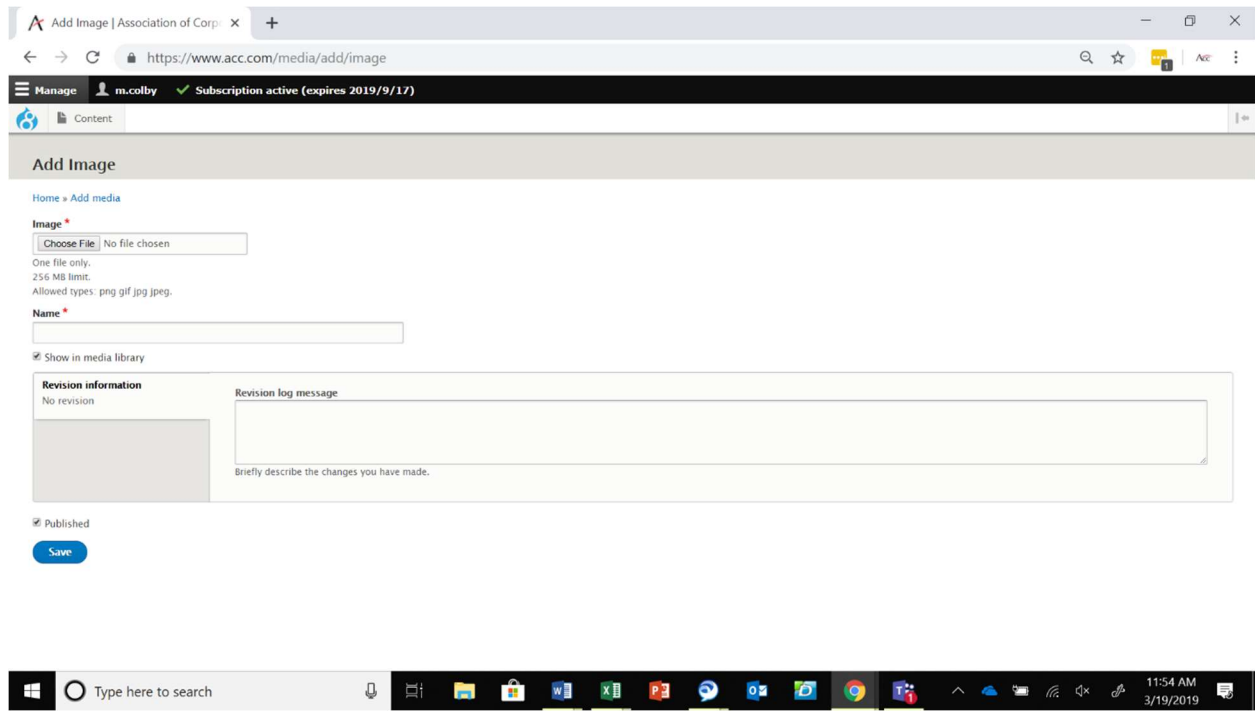 Add Image | Association of Corp
https://www.acc.com/media/add/image
1
Acc
Manage m.colby Subscription active (expires 2019/9/17)
8 Content
Add Image
Home » Add media
Image *
Choose File No file chosen
One file only.
256 MB limit.
Allowed types: png gif jpg jpeg.
Name *
Show in media library
Revision information
No revision
Revision log message
Briefly describe the changes you have made.
Published
Save
Type here to search
11:54 AM
3/19/2019